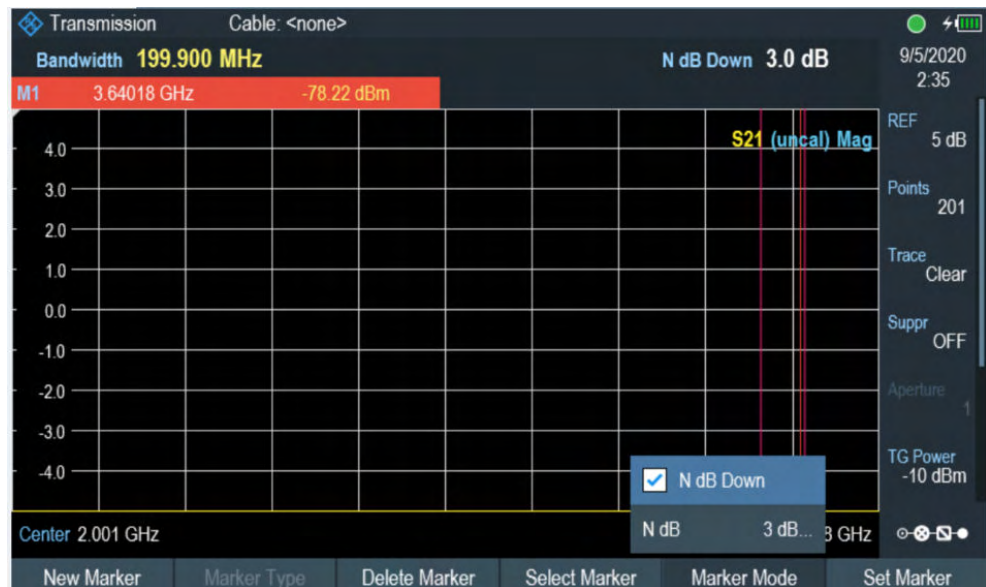 Transmission Cable: <none>
Bandwidth 199.900 MHz N dB Down 3.0 dB 9/5/2020
2:35
M1 3.64018 GHz -78.22 dBm
REF
5 dB
S21 (uncal) Mag
4.0
Points
201
3.0
2.0
Trace
Clear
1.0
0.0
Suppr
OFF
-1.0
-2.0
Aperture
1
-3.0
-4.0
TG Power
-10 dBm
N dB Down
N dB 3 dB...
Center 2.001 GHz 8 GHz
New Marker Marker Type Delete Marker Select Marker Marker Mode Set Marker